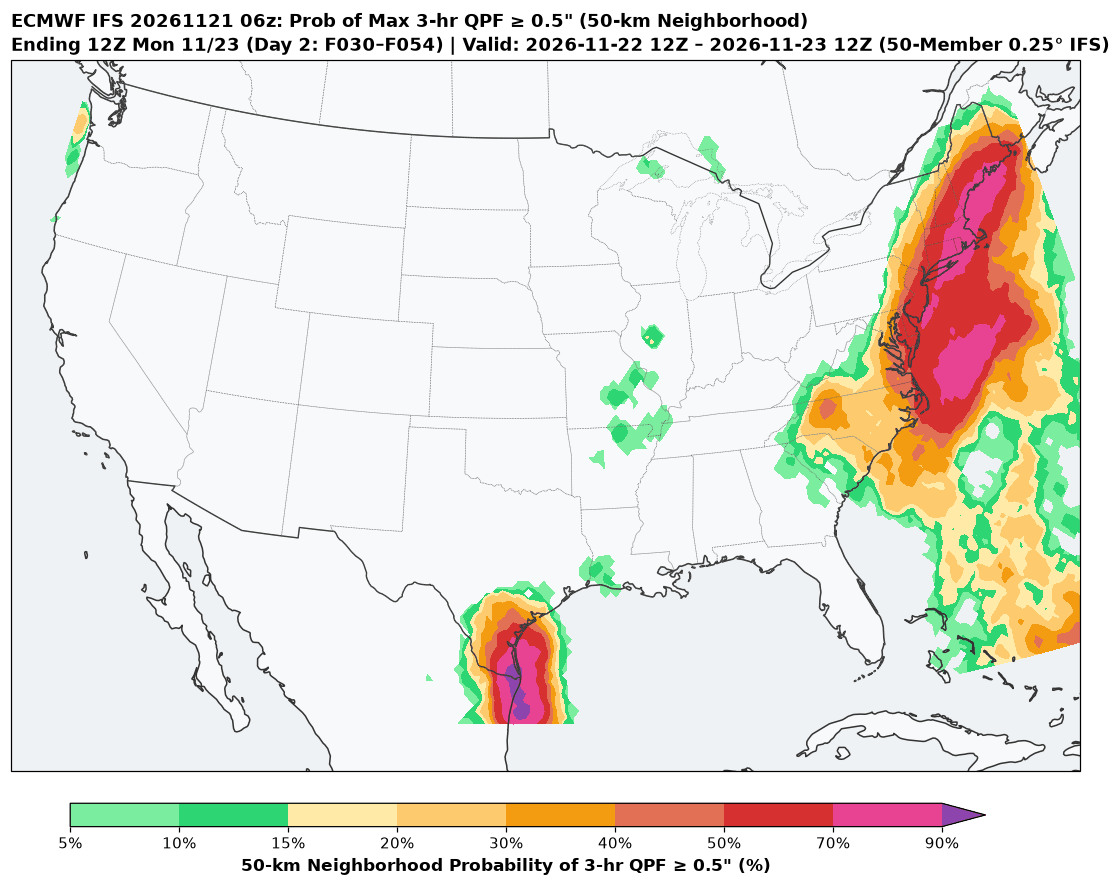 ECMWF IFS 20261121 06z: Prob of Max 3-hr QPF ≥ 0.5" (50-km Neighborhood)
Ending 12Z Mon 11/23 (Day 2: F030–F054) | Valid: 2026-11-22 12Z – 2026-11-23 12Z (50-Member 0.25° IFS)
5% 10% 15% 20% 30% 40% 50% 70% 90%
50-km Neighborhood Probability of 3-hr QPF ≥ 0.5" (%)